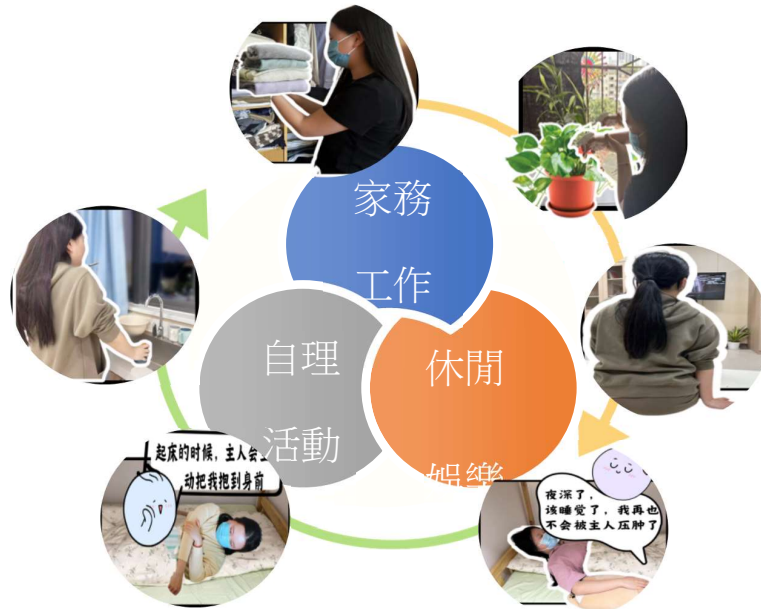 家務
工作
自理
活動
休閒
娛樂
起床的时候，主人会主
动把我抱到身前
夜深了，
该睡觉了，我再也
不会被主人压肿了